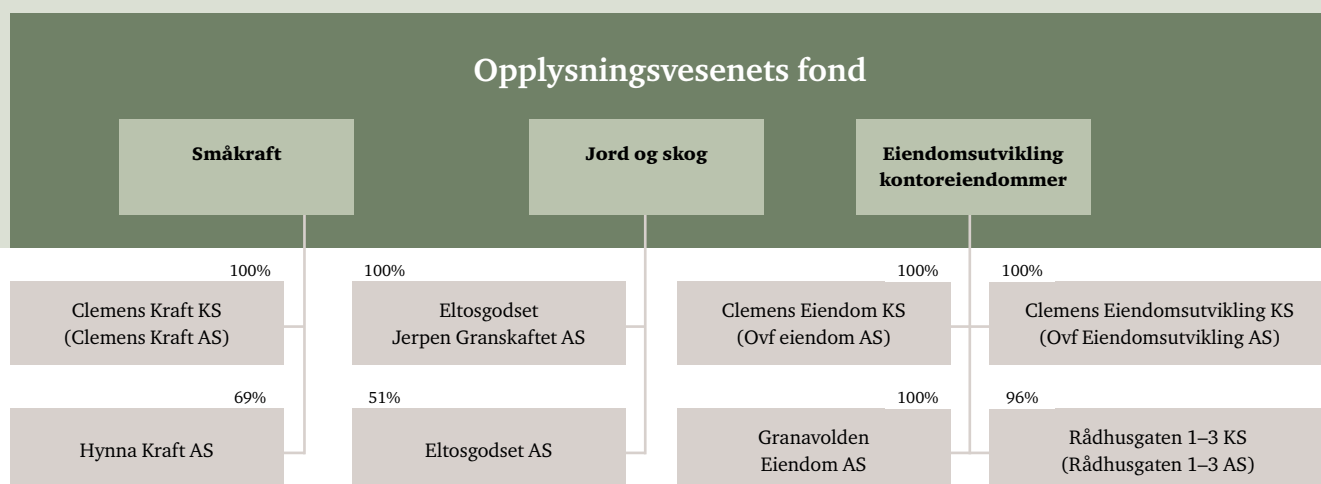 Opplysningsvesenets fond
Småkraft
Jord og skog
Eiendomsutvikling
kontoreiendommer
100%
Clemens Kraft KS
(Clemens Kraft AS)
100%
Eltosgodset
Jerpen Granskaftet AS
100%
Clemens Eiendom KS
(Ovf eiendom AS)
100%
Clemens Eiendomsutvikling KS
(Ovf Eiendomsutvikling AS)
69%
Hynna Kraft AS
51%
Eltosgodset AS
100%
Granavolden
Eiendom AS
96%
Rådhusgaten 1–3 KS
(Rådhusgaten 1–3 AS)